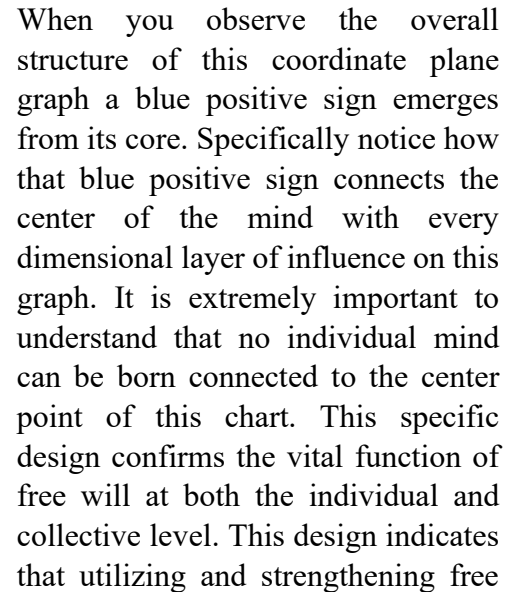 When you observe the overall
structure of this coordinate plane
graph a blue positive sign emerges
from its core. Specifically notice how
that blue positive sign connects the
center of the mind with every
dimensional layer of influence on this
graph. It is extremely important to
understand that no individual mind
can be born connected to the center
point of this chart. This specific
design confirms the vital function of
free will at both the individual and
collective level. This design indicates
that utilizing and strengthening free